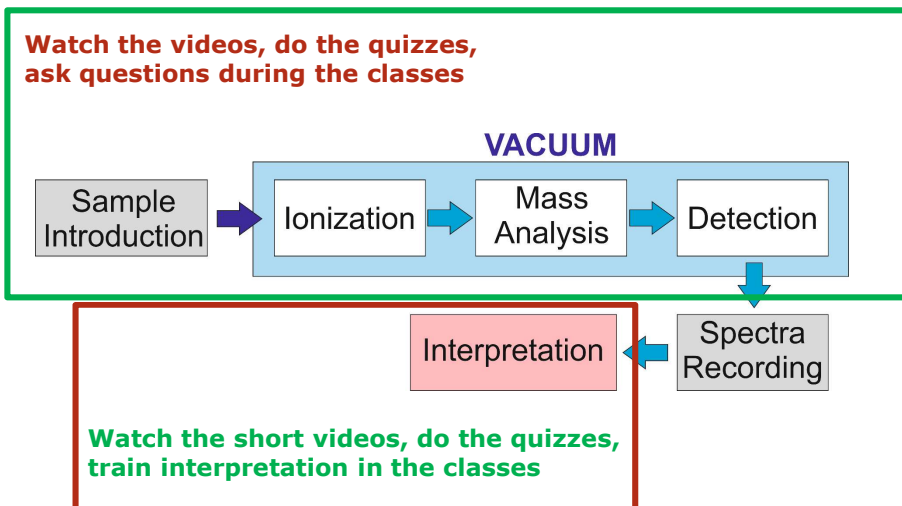 Watch the videos, do the quizzes,
ask questions during the classes
VACUUM
Sample
Introduction
Ionization
Mass
Analysis
Detection
Interpretation
Spectra
Recording
Watch the short videos, do the quizzes,
train interpretation in the classes